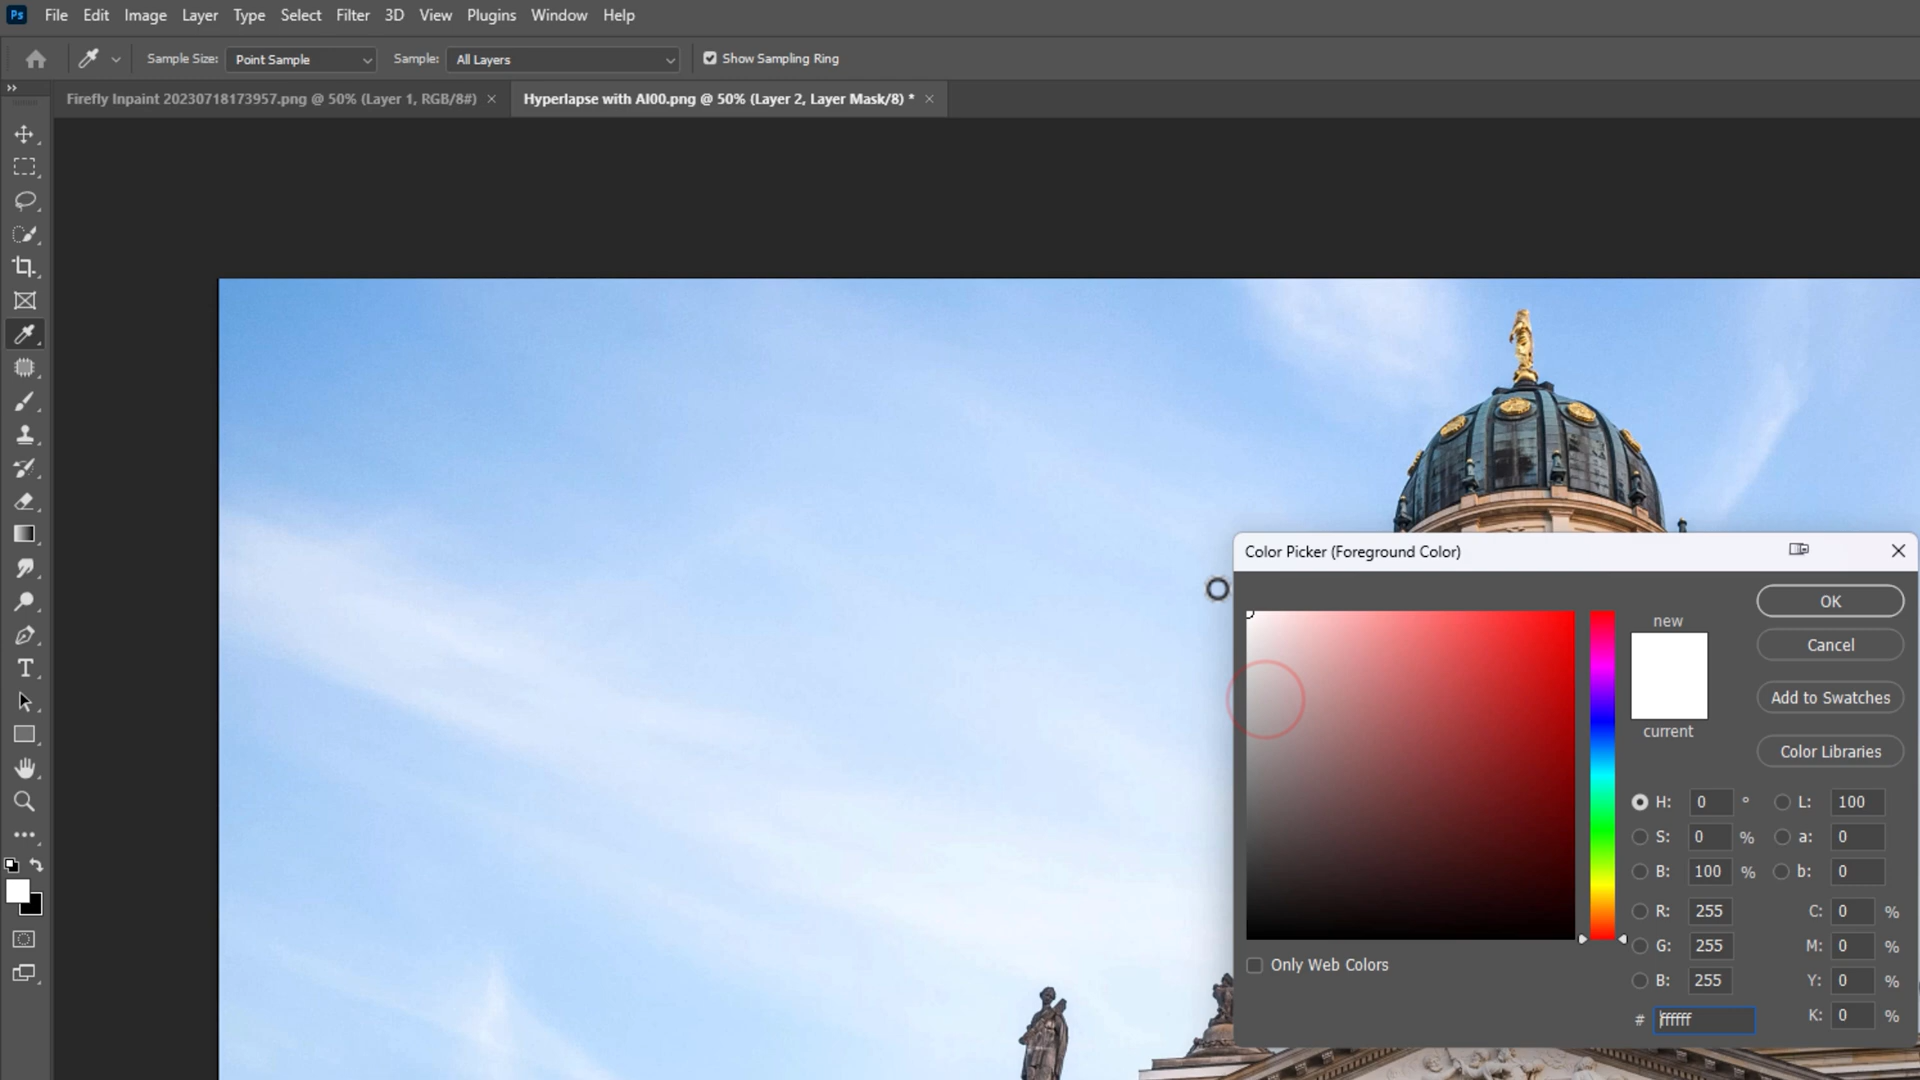 Ps File Edit Image Layer Type Select Filter 3D View Plugins Window Help
Sample Size: Point Sample Sample: All Layers Show Sampling Ring
Firefly Inpaint 20230718173957.png @ 50% (Layer 1, RGB/8#) × Hyperlapse with AI00.png @ 50% (Layer 2, Layer Mask/8) * ×
Color Picker (Foreground Color)
OK
new
Cancel
Add to Swatches
current
Color Libraries
H: 0 ° L: 100
S: 0 % a: 0
B: 100 % b: 0
R: 255 C: 0 %
G: 255 M: 0 %
Only Web Colors
B: 255 Y: 0 %
# ffffff K: 0 %